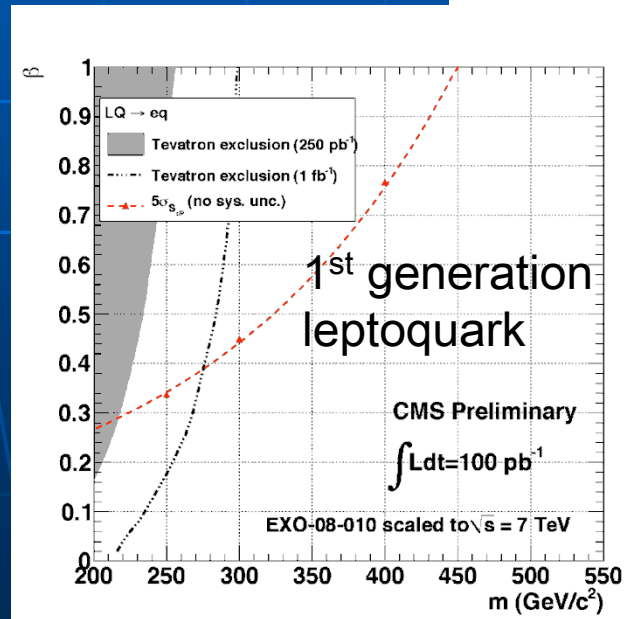 β
1
0.9
0.8
0.7
0.6
0.5
0.4
0.3
0.2
0.1
0
LQ → eq
Tevatron exclusion (250 pb⁻¹)
Tevatron exclusion (1 fb⁻¹)
5σ_{S_cP} (no sys. unc.)
1st generation
leptoquark
CMS Preliminary
∫Ldt=100 pb⁻¹
EXO-08-010 scaled to √s = 7 TeV
200 250 300 350 400 450 500 550
m (GeV/c²)